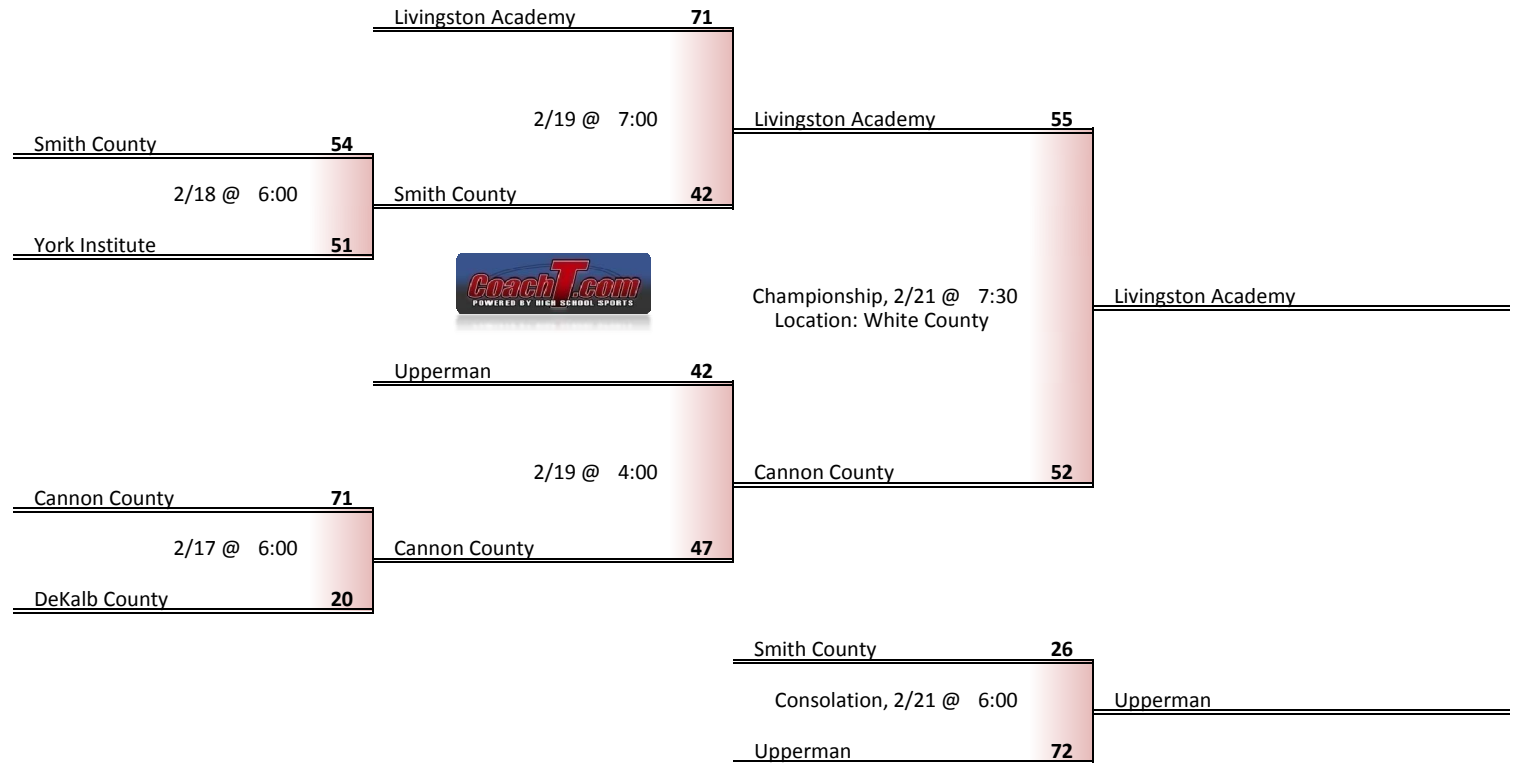 Livingston Academy 71
2/19 @ 7:00
Livingston Academy 55
Smith County 54
2/18 @ 6:00
Smith County 42
York Institute 51
CoachT.com
POWERED BY HIGH SCHOOL SPORTS
Championship, 2/21 @ 7:30
Location: White County
Livingston Academy
Upperman 42
2/19 @ 4:00
Cannon County 52
Cannon County 71
2/17 @ 6:00
Cannon County 47
DeKalb County 20
Smith County 26
Consolation, 2/21 @ 6:00
Upperman
Upperman 72